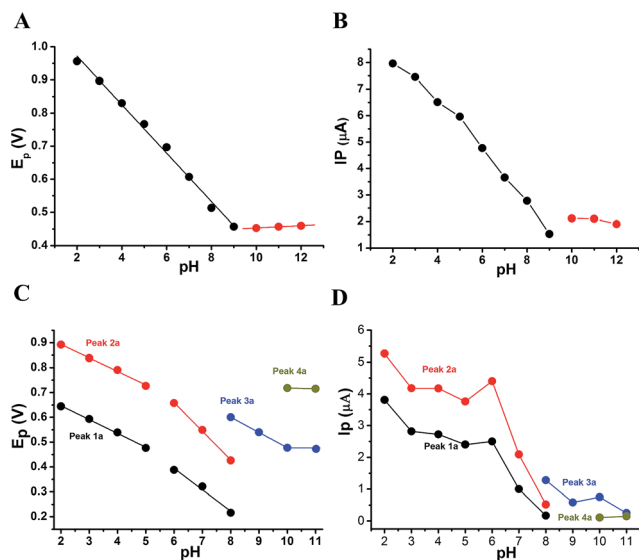 A
1.0
0.9
0.8
0.7
0.6
0.5
0.4
2 4 6 8 10 12
pH
Ep (V)
B
9
8
7
6
5
4
3
2
1
0
2 4 6 8 10 12
pH
IP (μA)
C
0.9
0.8
0.7
0.6
0.5
0.4
0.3
0.2
2 3 4 5 6 7 8 9 10 11
pH
Ep (V)
Peak 2a
Peak 1a
Peak 3a
Peak 4a
D
6
5
4
3
2
1
0
2 3 4 5 6 7 8 9 10 11
pH
Ip (μA)
Peak 2a
Peak 1a
Peak 3a
Peak 4a